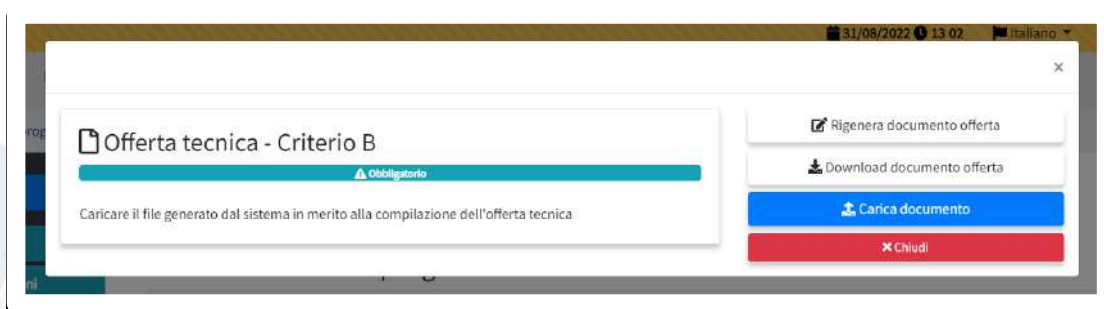 31/08/2022 13 02 Italiano
×
Offerta tecnica - Criterio B
Obbligatorio
Caricare il file generato dal sistema in merito alla compilazione dell'offerta tecnica
Rigenera documento offerta
Download documento offerta
Carica documento
Chiudi